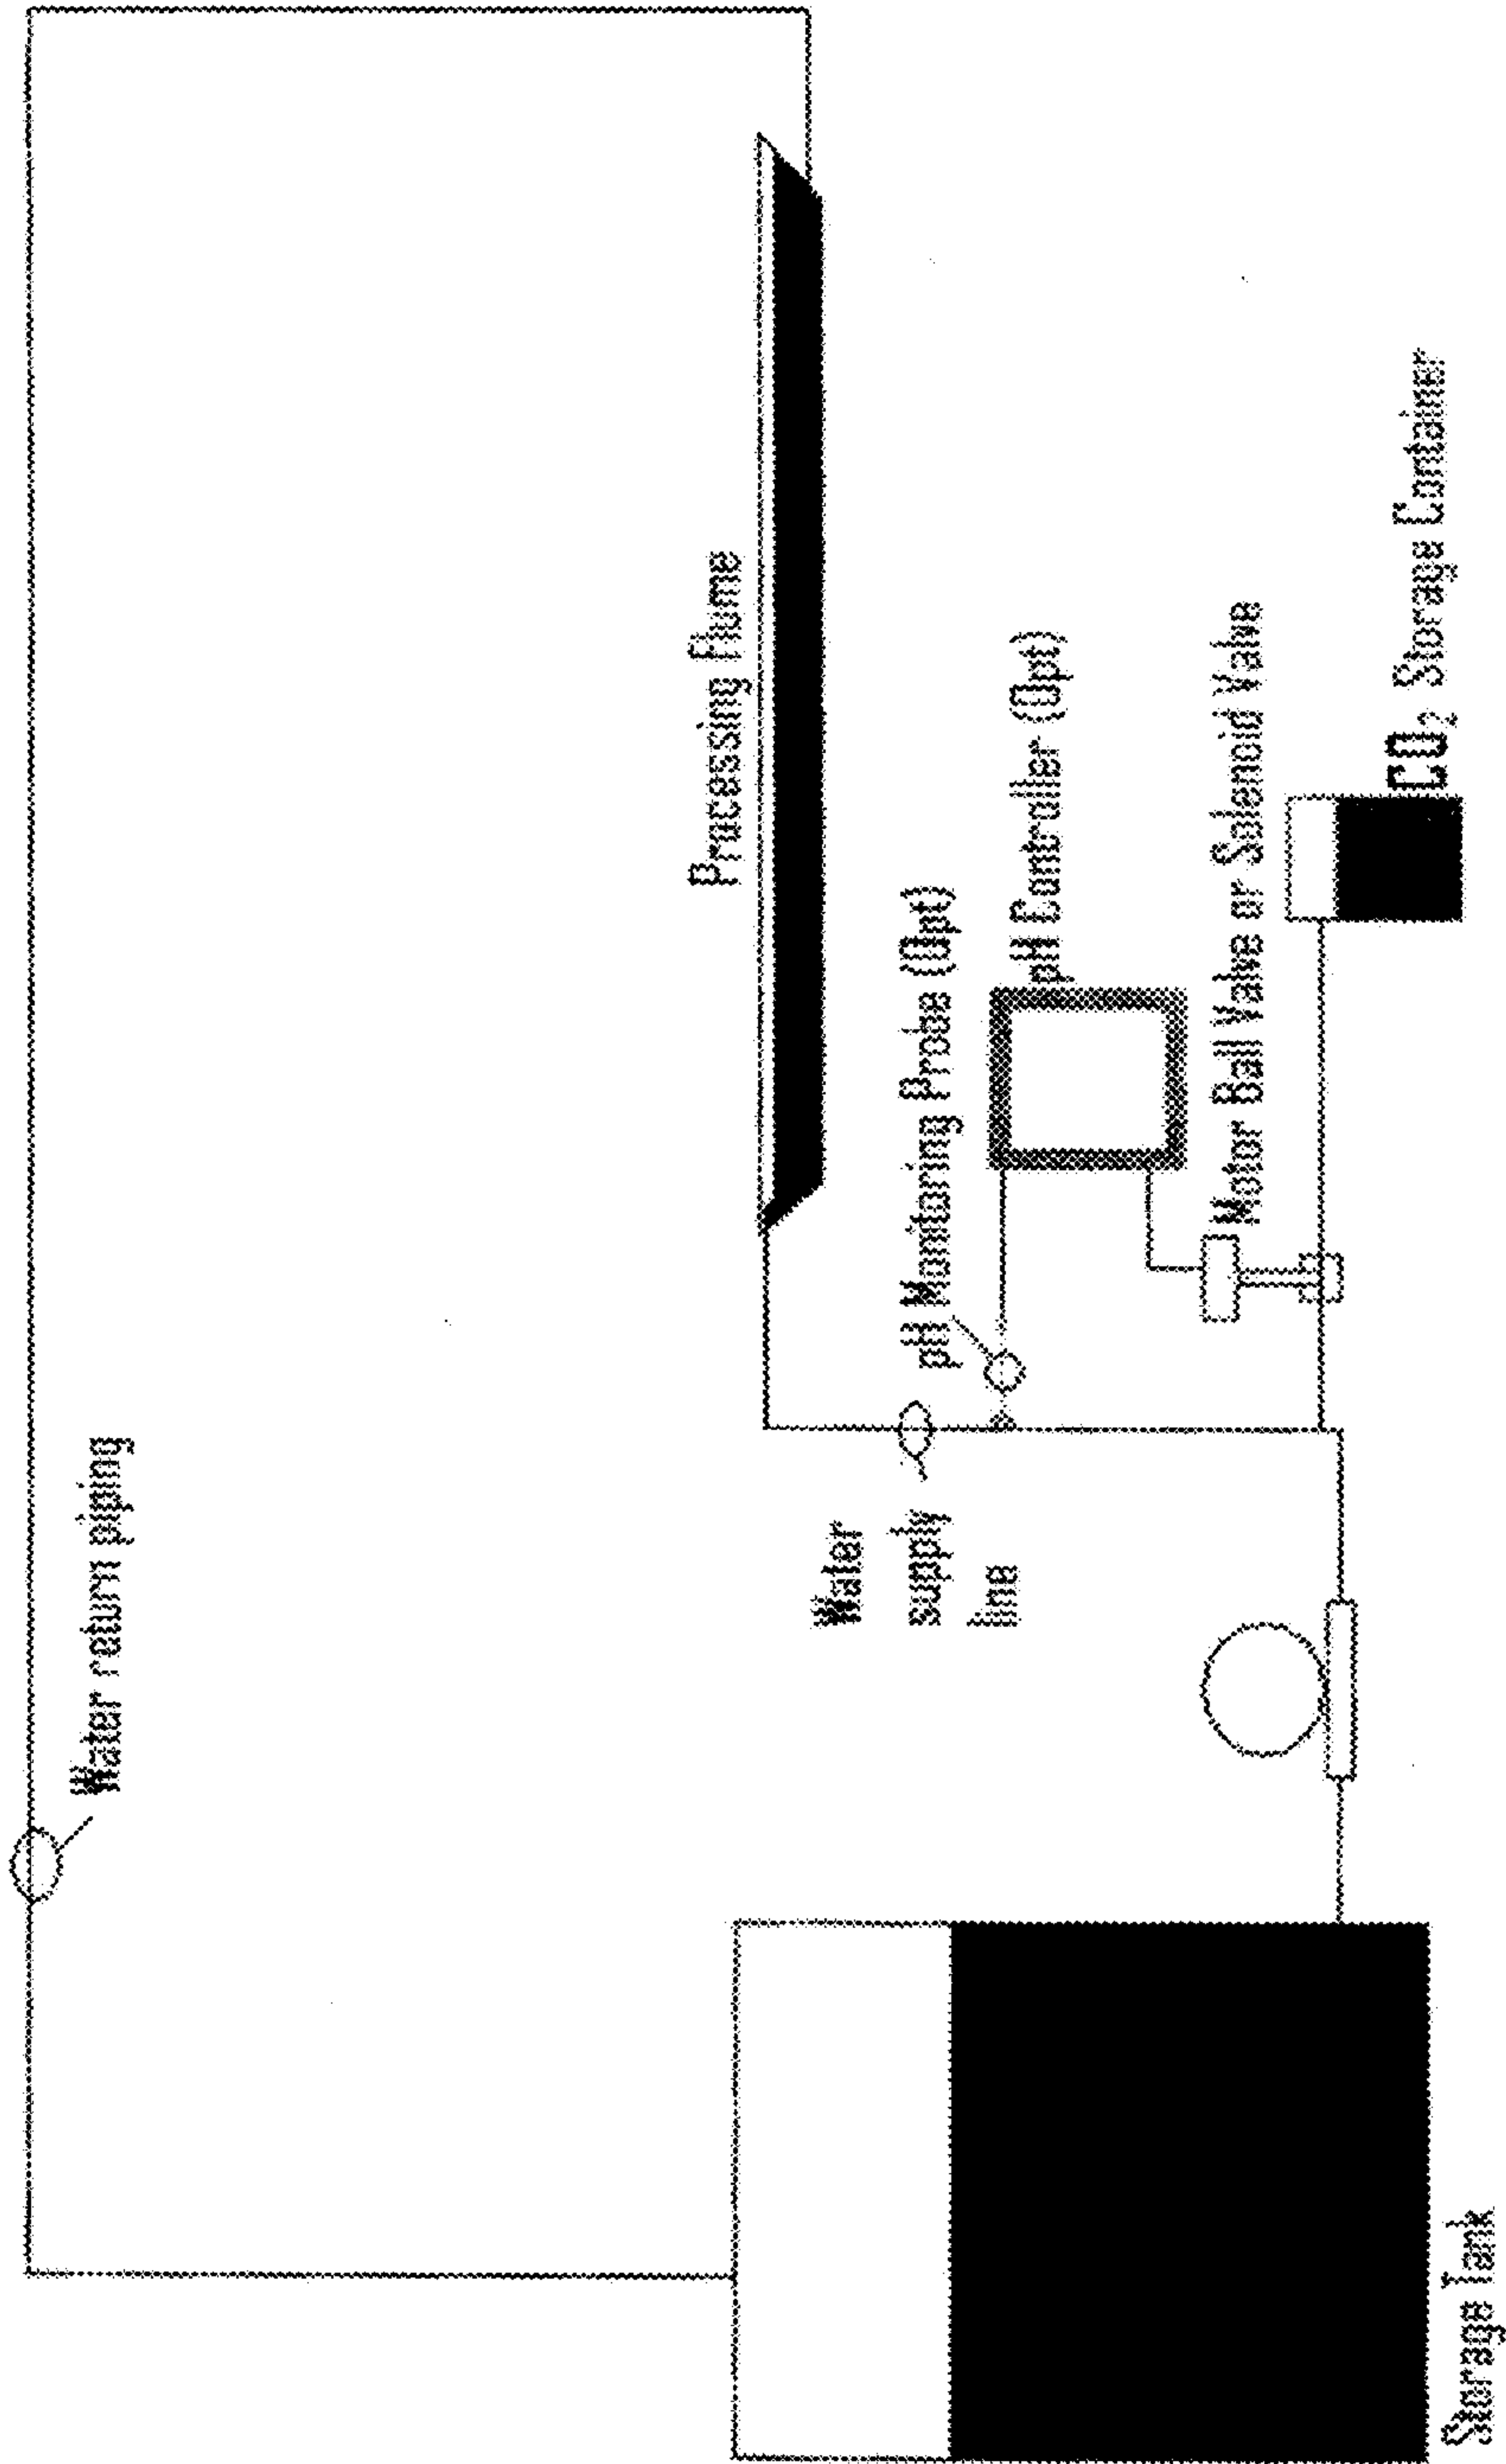 Water return piping
Processing Flume
Water
supply
line
pH Monitoring Probe (Opt)
pH Controller (Opt)
Motor Ball Valve or Solenoid Valve
CO₂ Storage Container
Storage Tank